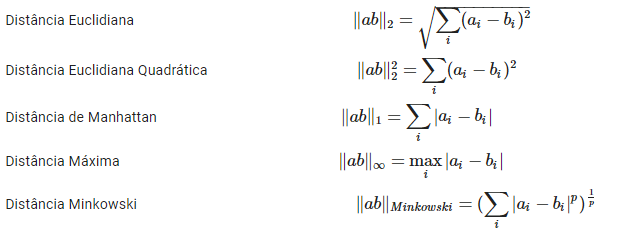 Distância Euclidiana ‖ab‖₂ = √∑ᵢ(aᵢ − bᵢ)²
Distância Euclidiana Quadrática ‖ab‖₂² = ∑ᵢ(aᵢ − bᵢ)²
Distância de Manhattan ‖ab‖₁ = ∑ᵢ|aᵢ − bᵢ|
Distância Máxima ‖ab‖∞ = maxᵢ|aᵢ − bᵢ|
Distância Minkowski ‖ab‖Minkowski = (∑ᵢ|aᵢ − bᵢ|ᵖ)^(1/p)